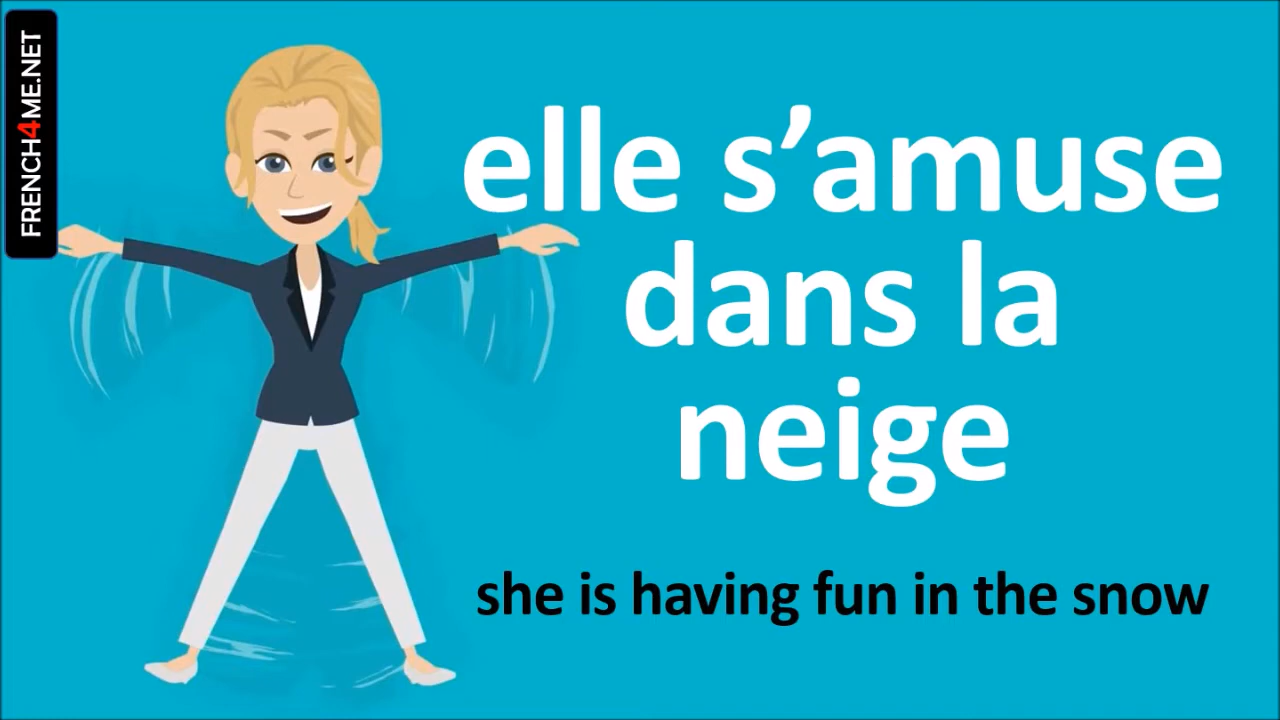 FRENCH4ME.NET
elle s’amuse
dans la
neige
she is having fun in the snow